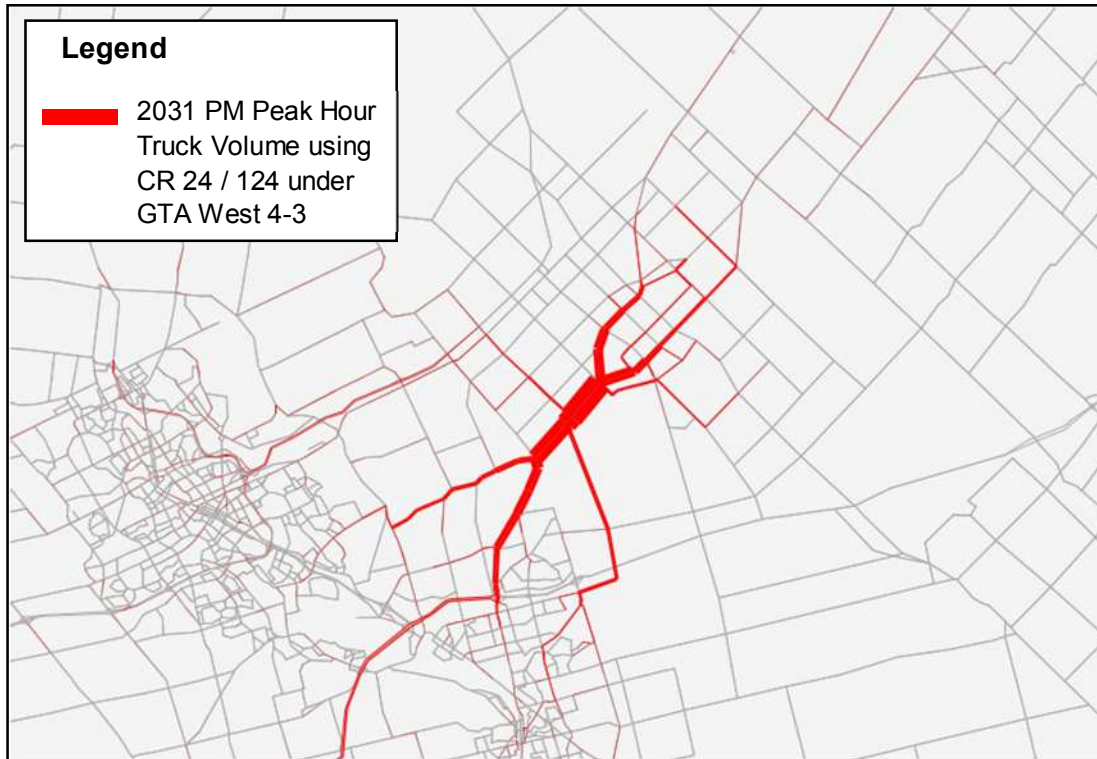 Legend
2031 PM Peak Hour
Truck Volume using
CR 24 / 124 under
GTA West 4-3